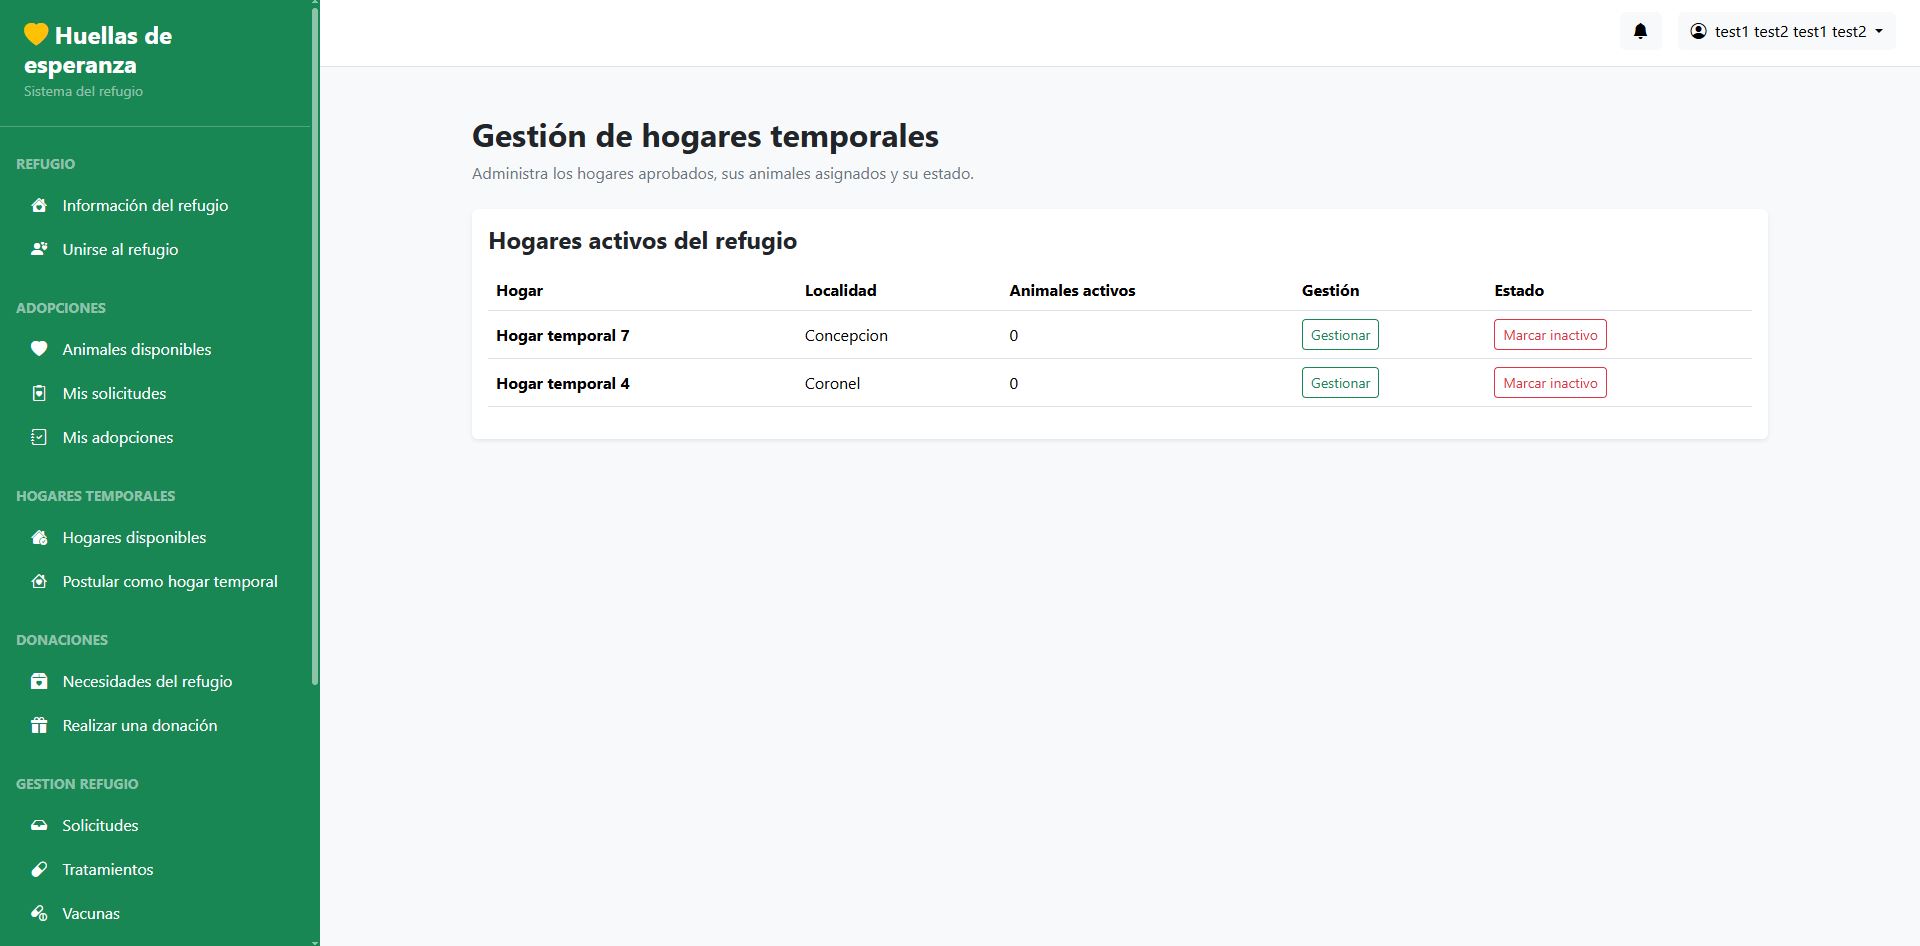 Huellas de
esperanza
Sistema del refugio
REFUGIO
Información del refugio
Unirse al refugio
ADOPCIONES
Animales disponibles
Mis solicitudes
Mis adopciones
HOGARES TEMPORALES
Hogares disponibles
Postular como hogar temporal
DONACIONES
Necesidades del refugio
Realizar una donación
GESTION REFUGIO
Solicitudes
Tratamientos
Vacunas
test1 test2 test1 test2
Gestión de hogares temporales
Administra los hogares aprobados, sus animales asignados y su estado.
Hogares activos del refugio
Hogar Localidad Animales activos Gestión Estado
Hogar temporal 7 Concepcion 0 Gestionar Marcar inactivo
Hogar temporal 4 Coronel 0 Gestionar Marcar inactivo